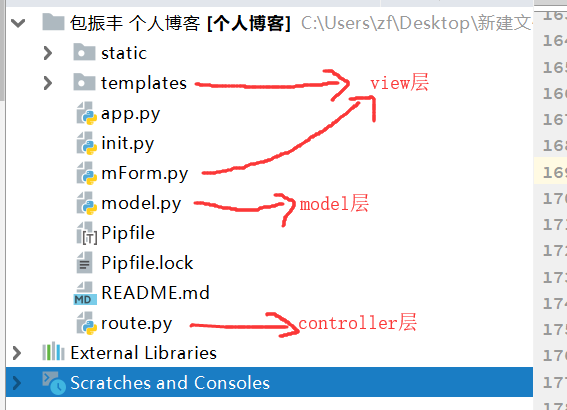 包振丰 个人博客 [个人博客] C:\Users\zf\Desktop\新建文
static
templates
view层
app.py
init.py
mForm.py
model.py
model层
Pipfile
Pipfile.lock
README.md
route.py
controller层
External Libraries
Scratches and Consoles
164
165
166
167
168
169
170
171
172
173
174
175
176
177